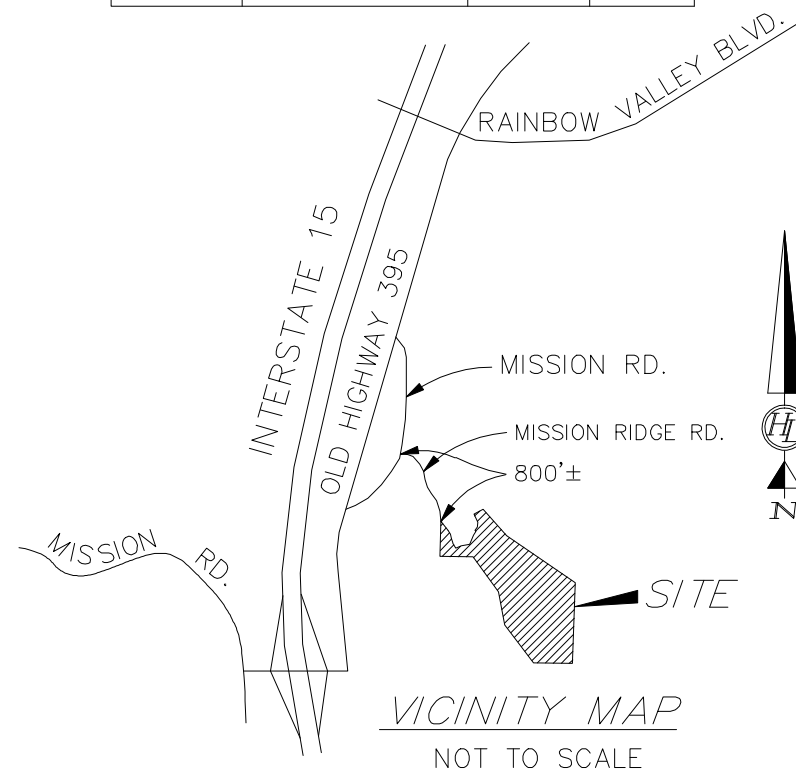 RAINBOW VALLEY BLVD.
INTERSTATE 15
OLD HIGHWAY 395
MISSION RD.
MISSION RIDGE RD.
800'±
MISSION RD.
SITE
HL
N
VICINITY MAP
NOT TO SCALE